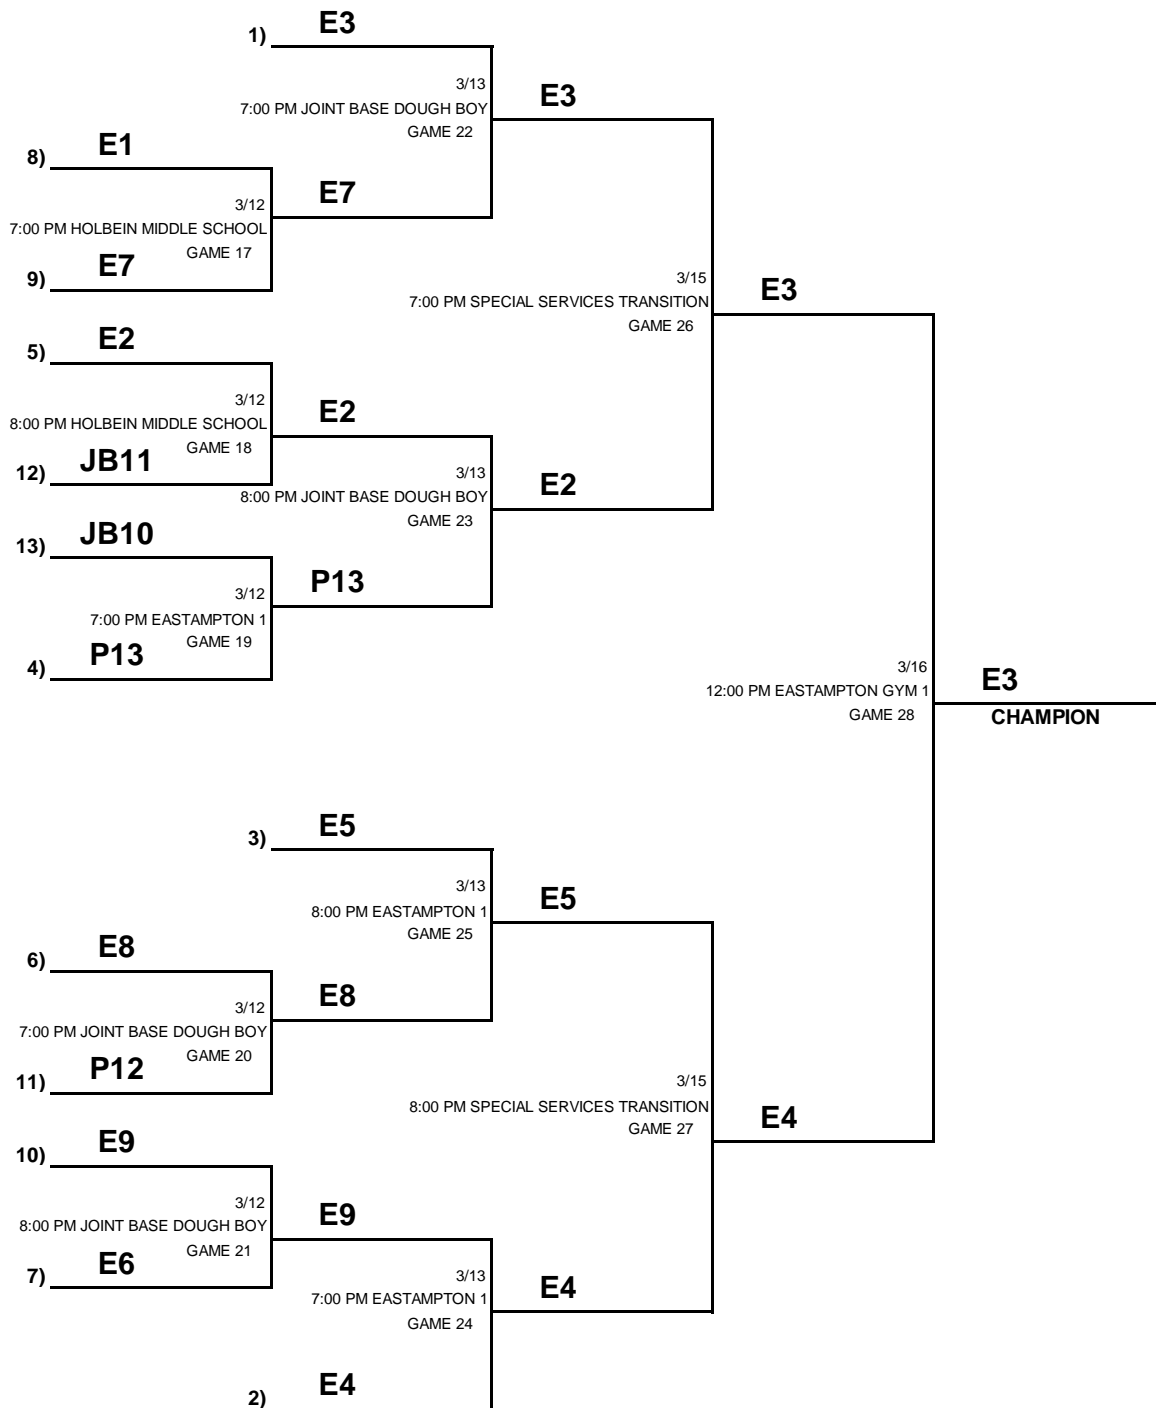 1) E3
3/13
7:00 PM JOINT BASE DOUGH BOY
GAME 22
E3
8) E1
3/12
7:00 PM HOLBEIN MIDDLE SCHOOL
GAME 17
E7
9) E7
3/15
7:00 PM SPECIAL SERVICES TRANSITION
GAME 26
E3
5) E2
3/12
8:00 PM HOLBEIN MIDDLE SCHOOL
GAME 18
E2
12) JB11
3/13
8:00 PM JOINT BASE DOUGH BOY
GAME 23
E2
13) JB10
3/12
7:00 PM EASTAMPTON 1
GAME 19
P13
4) P13
3/16
12:00 PM EASTAMPTON GYM 1
GAME 28
E3
CHAMPION
3) E5
3/13
8:00 PM EASTAMPTON 1
GAME 25
E5
6) E8
3/12
7:00 PM JOINT BASE DOUGH BOY
GAME 20
E8
11) P12
3/15
8:00 PM SPECIAL SERVICES TRANSITION
GAME 27
E4
10) E9
3/12
8:00 PM JOINT BASE DOUGH BOY
GAME 21
E9
7) E6
3/13
7:00 PM EASTAMPTON 1
GAME 24
E4
2) E4